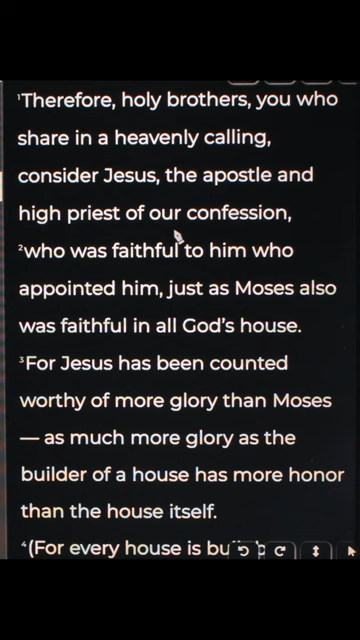 ¹Therefore, holy brothers, you who
share in a heavenly calling,
consider Jesus, the apostle and
high priest of our confession,
²who was faithful to him who
appointed him, just as Moses also
was faithful in all God's house.
³For Jesus has been counted
worthy of more glory than Moses
— as much more glory as the
builder of a house has more honor
than the house itself.
⁴(For every house is